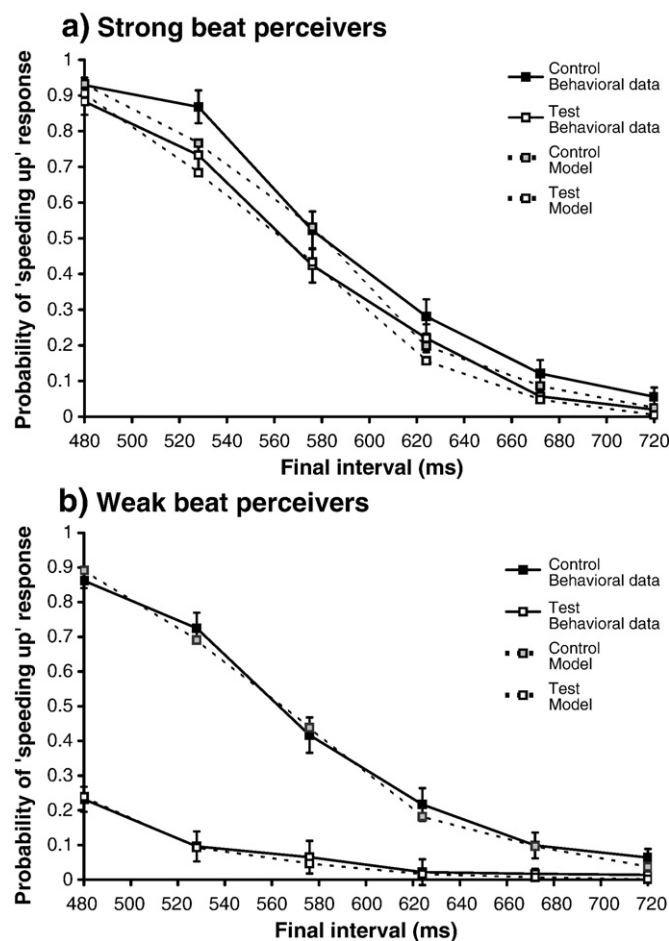 a) Strong beat perceivers
Probability of 'speeding up' response
1
0.9
0.8
0.7
0.6
0.5
0.4
0.3
0.2
0.1
0
Control
Behavioral data
Test
Behavioral data
Control
Model
Test
Model
480 500 520 540 560 580 600 620 640 660 680 700 720
Final interval (ms)
b) Weak beat perceivers
Probability of 'speeding up' response
1
0.9
0.8
0.7
0.6
0.5
0.4
0.3
0.2
0.1
0
Control
Behavioral data
Test
Behavioral data
Control
Model
Test
Model
480 500 520 540 560 580 600 620 640 660 680 700 720
Final interval (ms)